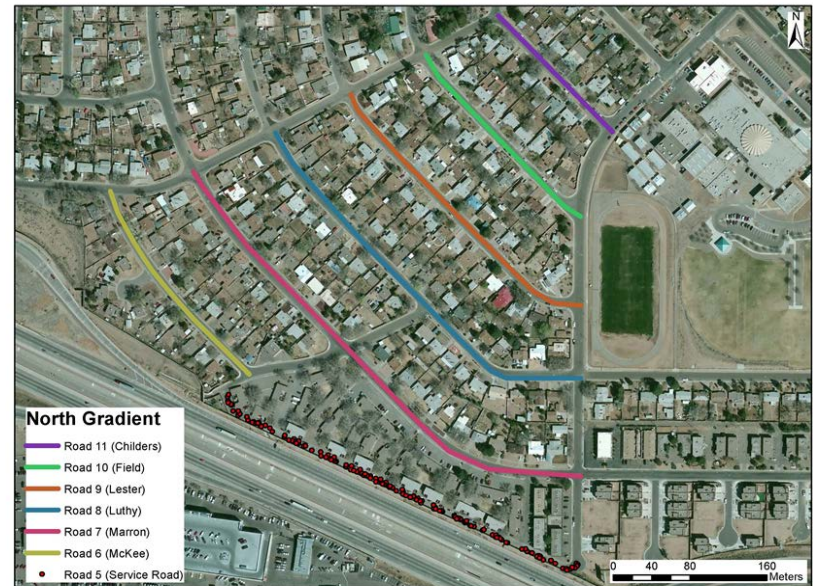 N
North Gradient
Road 11 (Childers)
Road 10 (Field)
Road 9 (Lester)
Road 8 (Luthy)
Road 7 (Marron)
Road 6 (McKee)
Road 5 (Service Road)
0 40 80 160
Meters